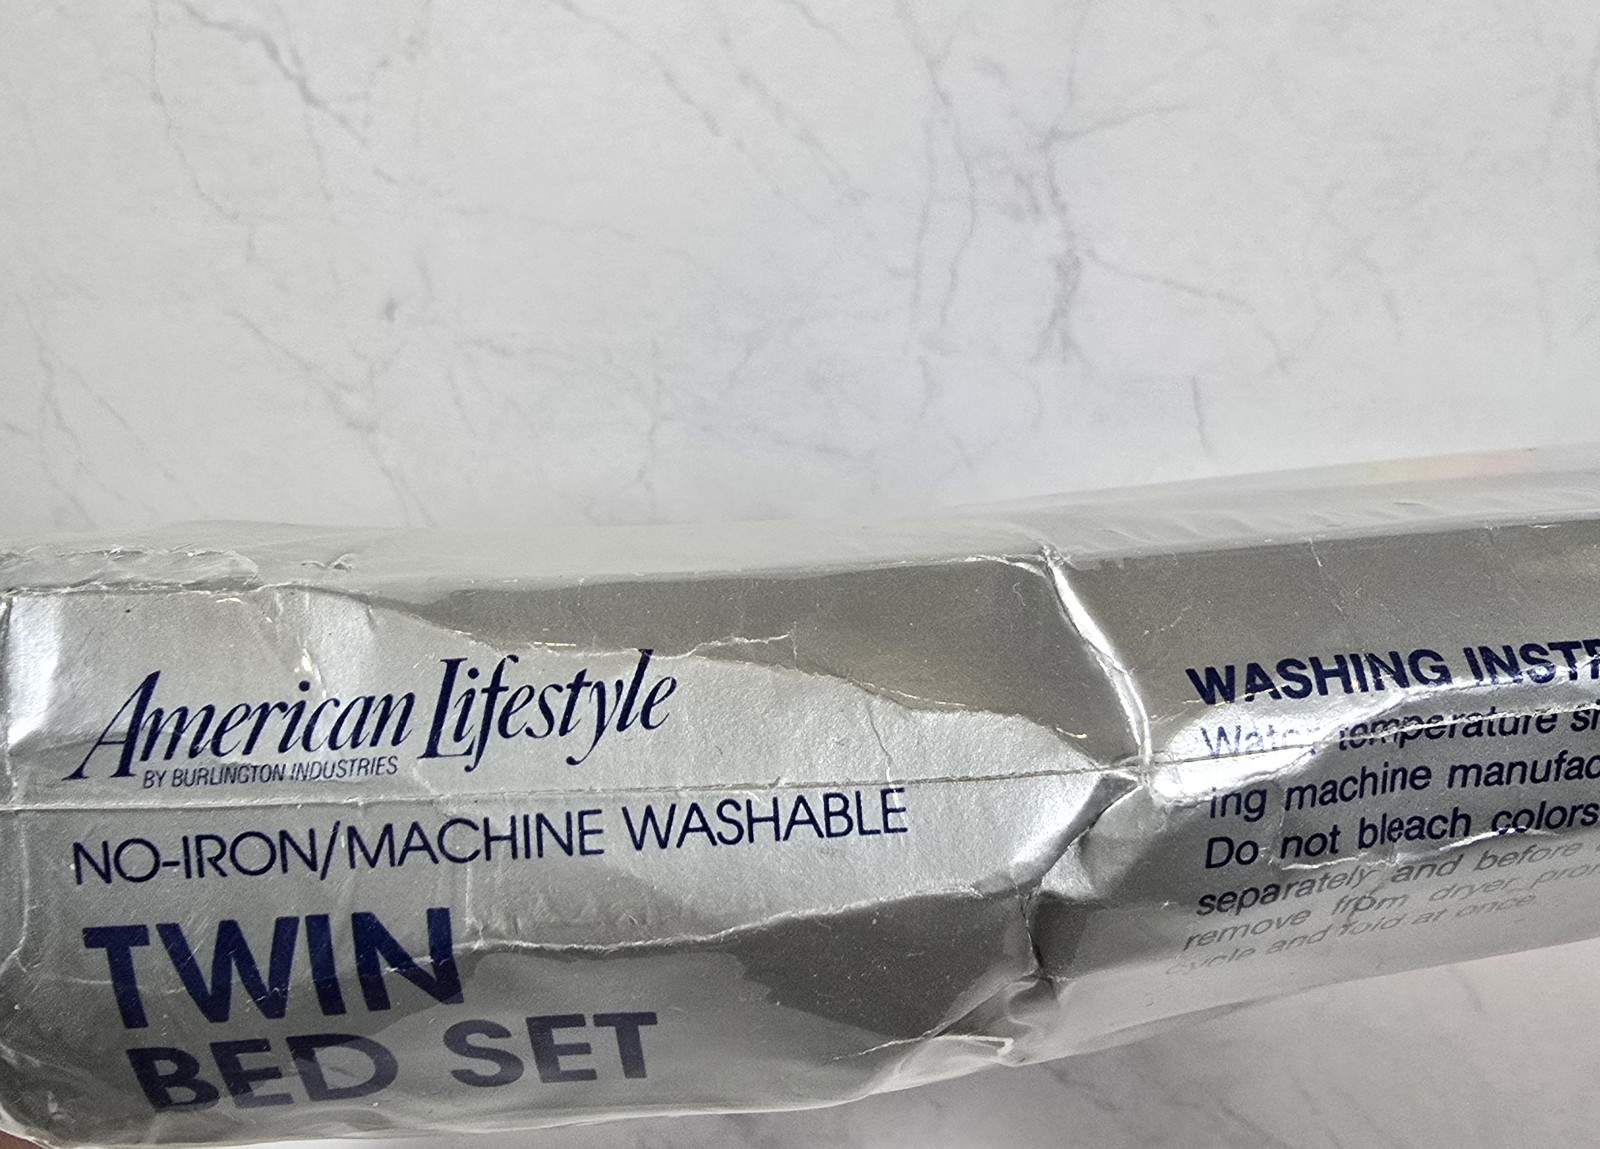 American Lifestyle
BY BURLINGTON INDUSTRIES
NO-IRON/MACHINE WASHABLE
TWIN
BED SET
WASHING INSTR
Water temperature
ing machine manufac
Do not bleach colors
separately and before
remove from dryer
cycle and fold at once.